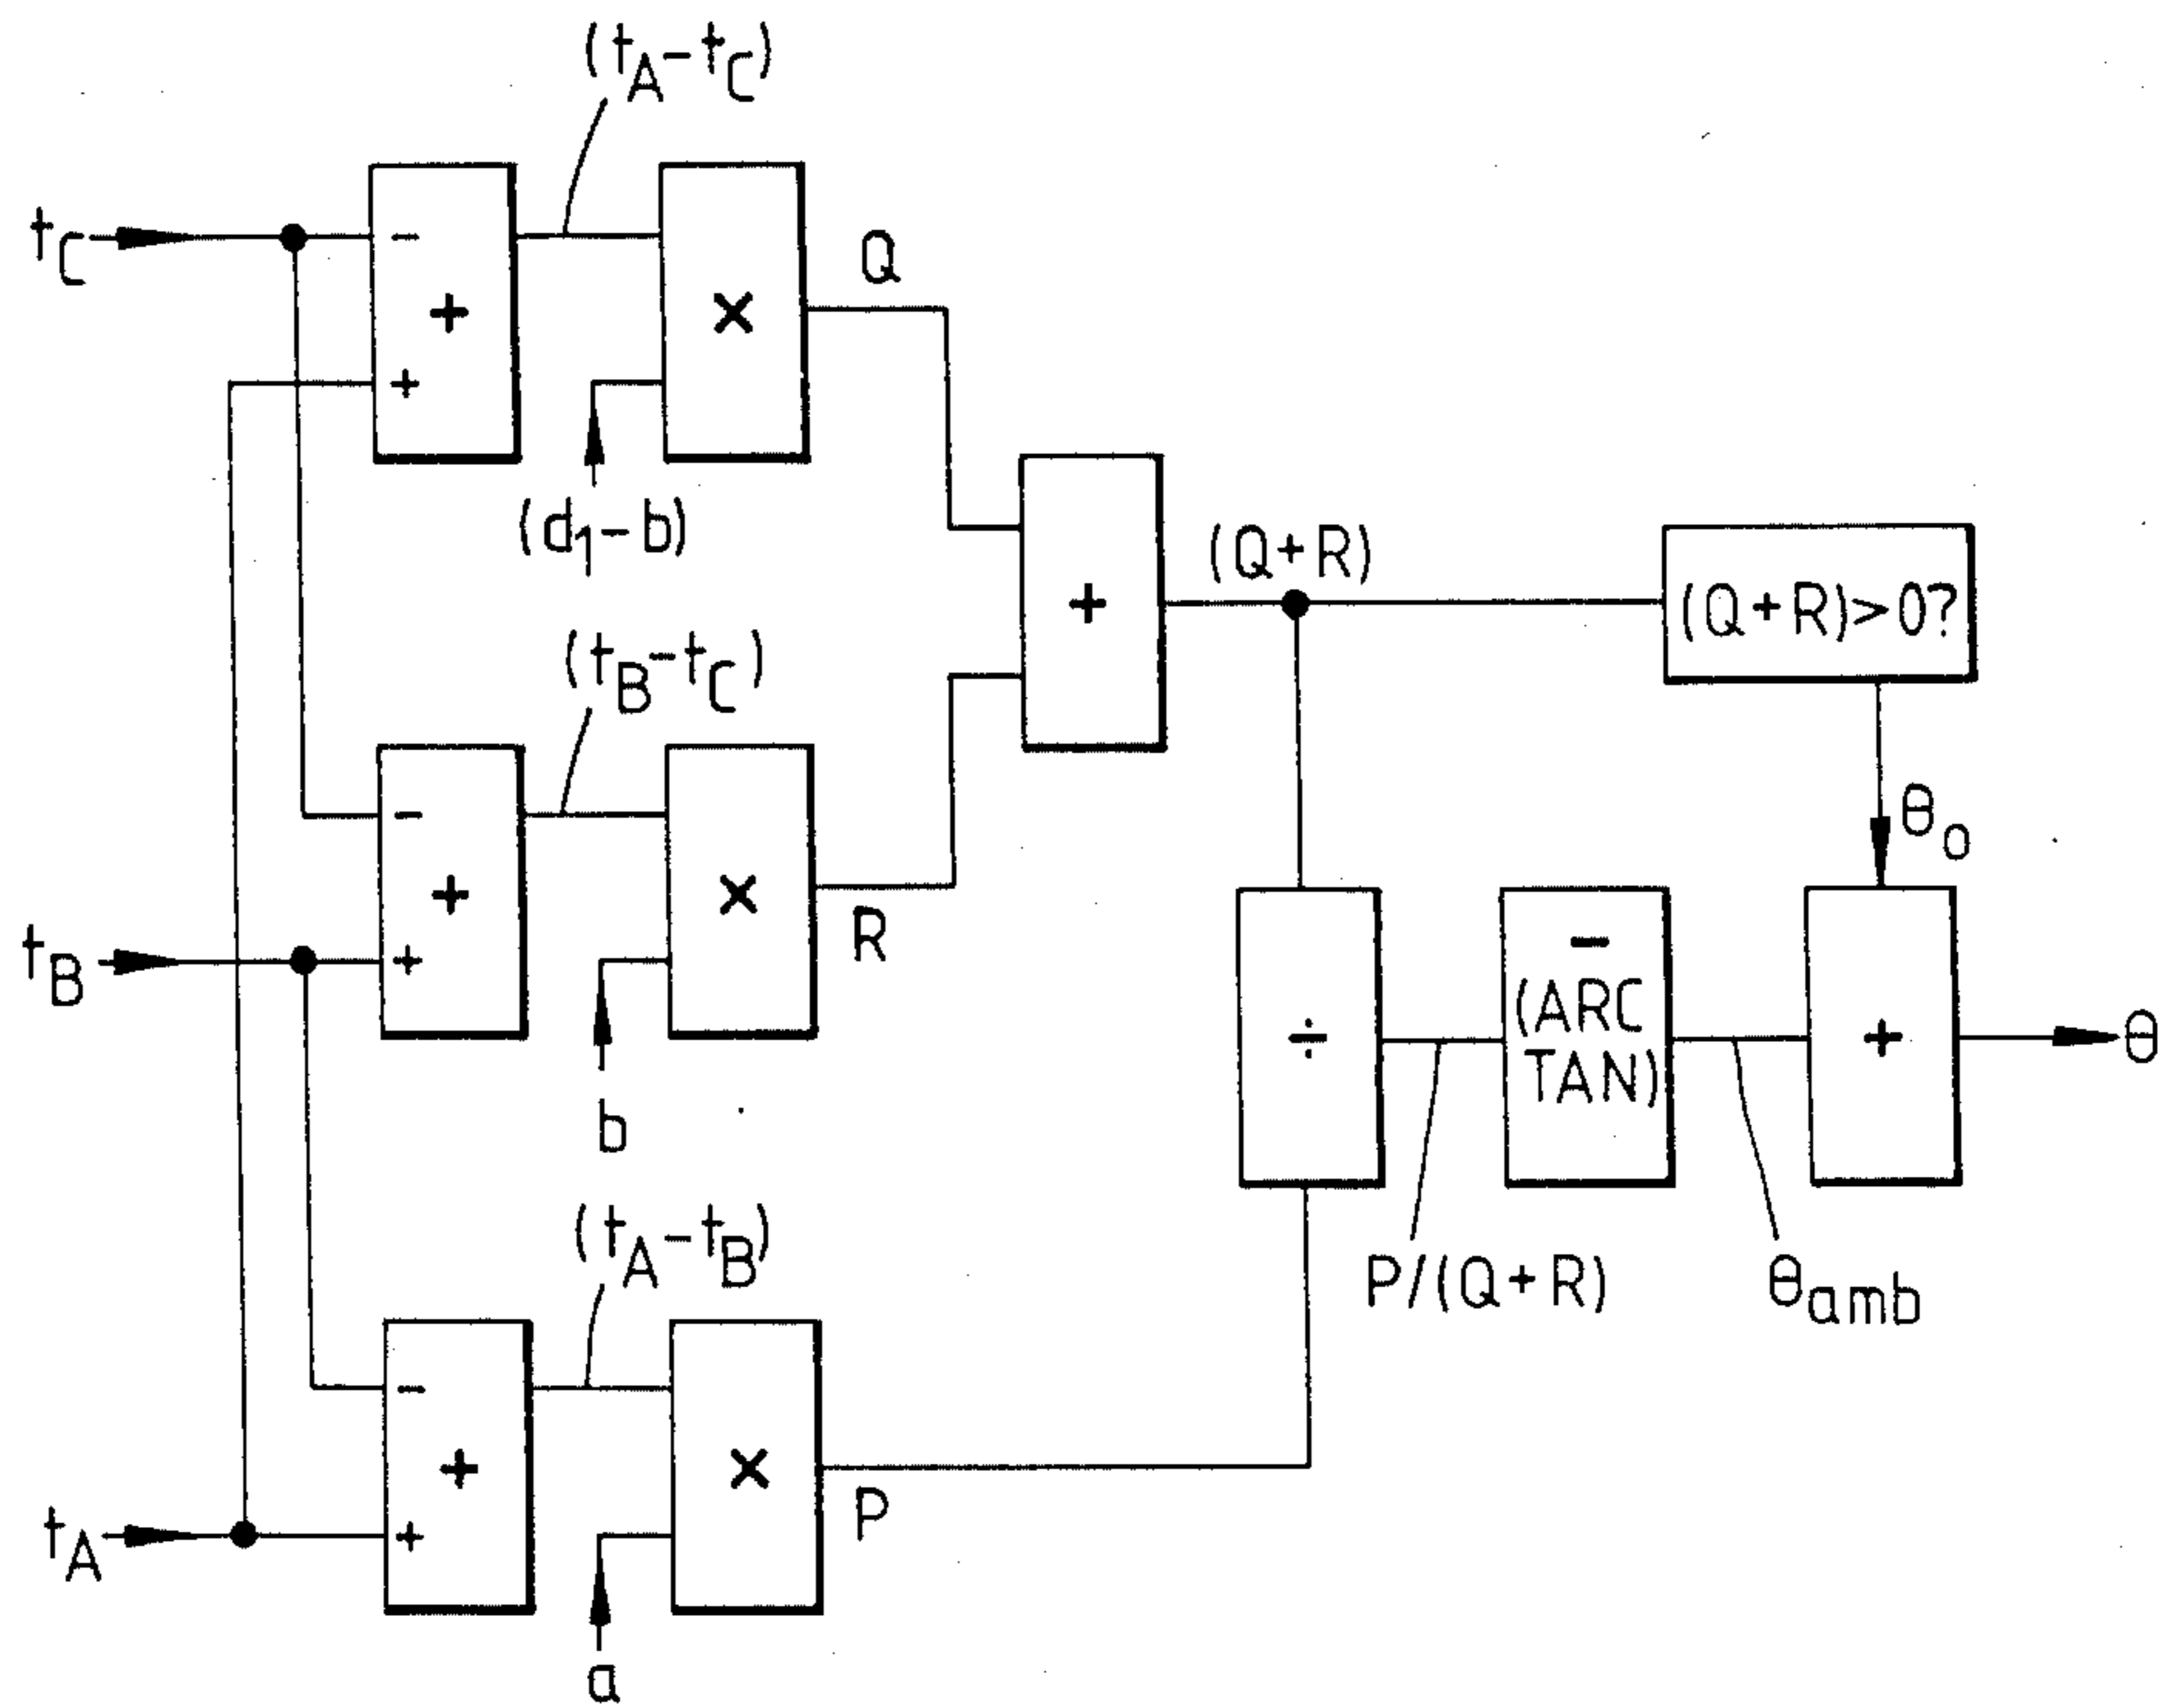 (tA–tC)
tC
–
+
+
×
Q
(d1–b)
(Q+R)
(Q+R)>0?
+
(tB–tC)
–
+
+
×
R
θo
tB
b
÷
–
(ARC
TAN)
+
θ
(tA–tB)
P/(Q+R)
θamb
–
+
+
×
P
tA
a